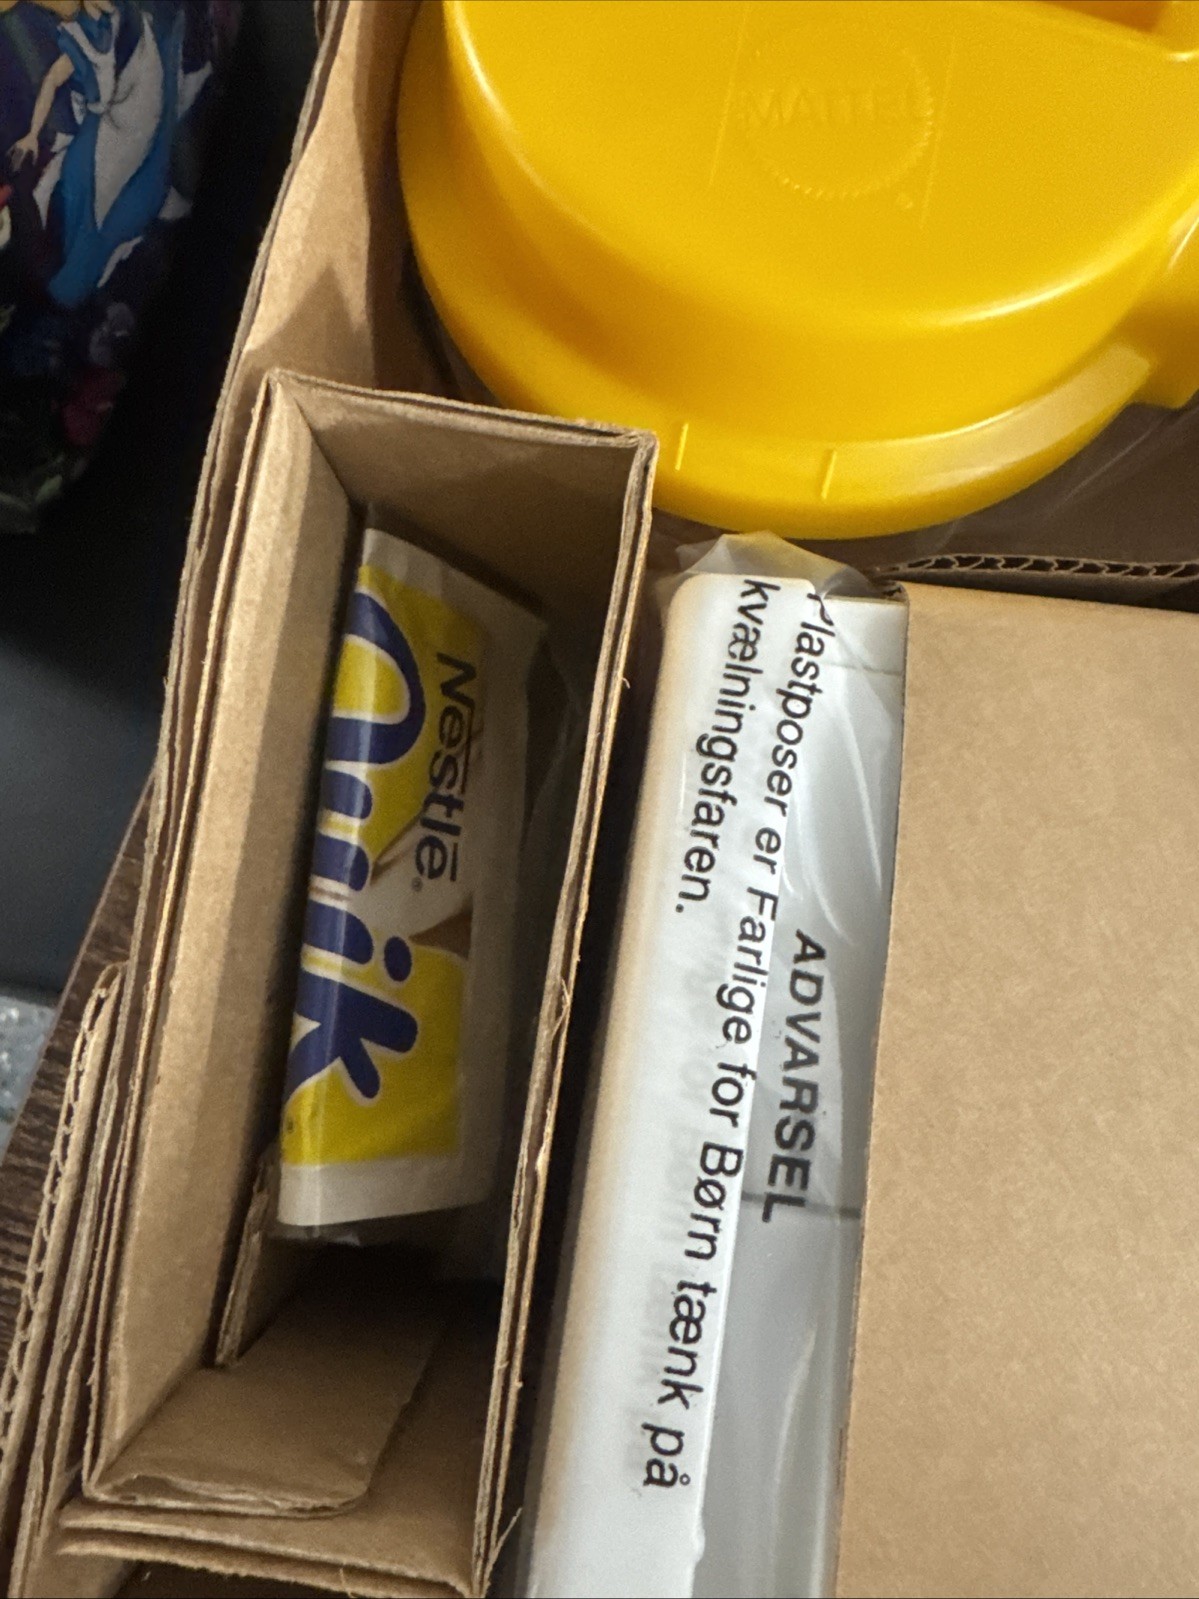 MATTEL
Nestlé®
Quik
ADVARSEL
Plastposer er Farlige for Børn tænk på
kvælningsfaren.